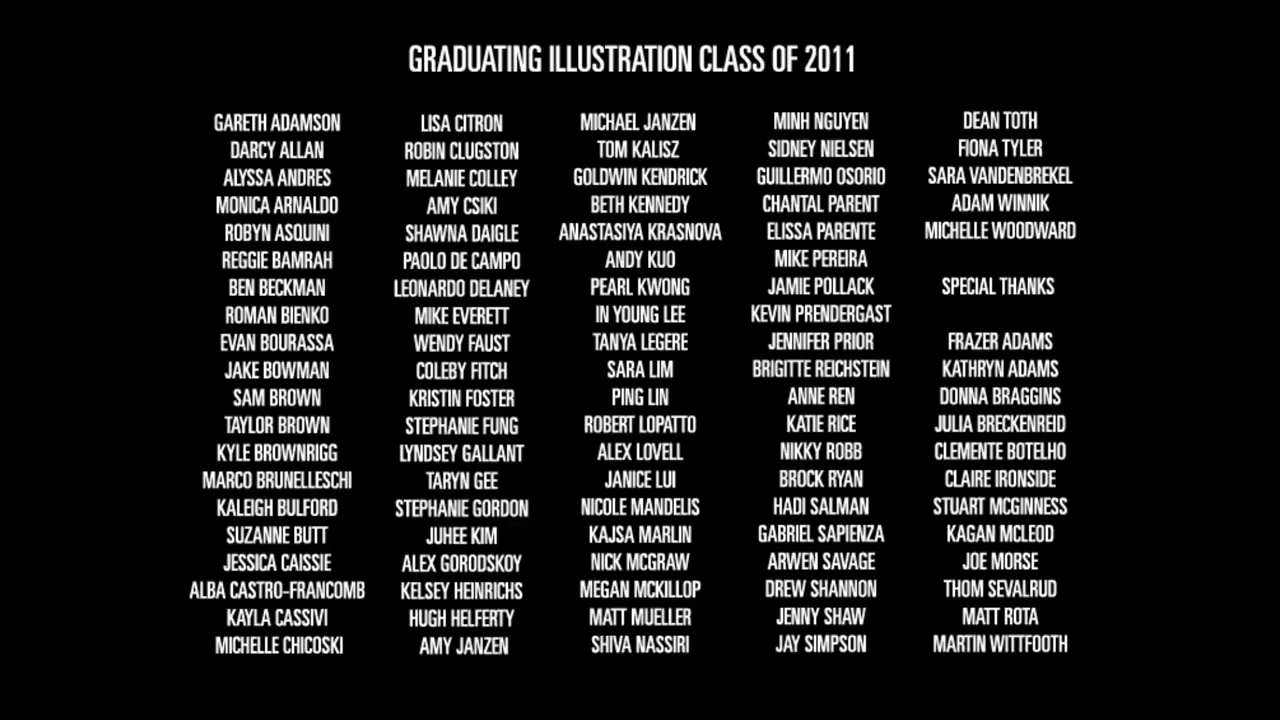 GRADUATING ILLUSTRATION CLASS OF 2011
GARETH ADAMSON
DARCY ALLAN
ALYSSA ANDRES
MONICA ARNALDO
ROBYN ASQUINI
REGGIE BAMRAH
BEN BECKMAN
ROMAN BIENKO
EVAN BOURASSA
JAKE BOWMAN
SAM BROWN
TAYLOR BROWN
KYLE BROWNRIGG
MARCO BRUNELLESCHI
KALEIGH BULFORD
SUZANNE BUTT
JESSICA CAISSIE
ALBA CASTRO-FRANCOMB
KAYLA CASSIVI
MICHELLE CHICOSKI
LISA CITRON
ROBIN CLUGSTON
MELANIE COLLEY
AMY CSIKI
SHAWNA DAIGLE
PAOLO DE CAMPO
LEONARDO DELANEY
MIKE EVERETT
WENDY FAUST
COLEBY FITCH
KRISTIN FOSTER
STEPHANIE FUNG
LYNDSEY GALLANT
TARYN GEE
STEPHANIE GORDON
JUHEE KIM
ALEX GORODSKOY
KELSEY HEINRICHS
HUGH HELFERTY
AMY JANZEN
MICHAEL JANZEN
TOM KALISZ
GOLDWIN KENDRICK
BETH KENNEDY
ANASTASIYA KRASNOVA
ANDY KUO
PEARL KWONG
IN YOUNG LEE
TANYA LEGERE
SARA LIM
PING LIN
ROBERT LOPATTO
ALEX LOVELL
JANICE LUI
NICOLE MANDELIS
KAJSA MARLIN
NICK MCGRAW
MEGAN MCKILLOP
MATT MUELLER
SHIVA NASSIRI
MINH NGUYEN
SIDNEY NIELSEN
GUILLERMO OSORIO
CHANTAL PARENT
ELISSA PARENTE
MIKE PEREIRA
JAMIE POLLACK
KEVIN PRENDERGAST
JENNIFER PRIOR
BRIGITTE REICHSTEIN
ANNE REN
KATIE RICE
NIKKY ROBB
BROCK RYAN
HADI SALMAN
GABRIEL SAPIENZA
ARWEN SAVAGE
DREW SHANNON
JENNY SHAW
JAY SIMPSON
DEAN TOTH
FIONA TYLER
SARA VANDENBREKEL
ADAM WINNIK
MICHELLE WOODWARD
SPECIAL THANKS
FRAZER ADAMS
KATHRYN ADAMS
DONNA BRAGGINS
JULIA BRECKENREID
CLEMENTE BOTELHO
CLAIRE IRONSIDE
STUART MCGINNESS
KAGAN MCLEOD
JOE MORSE
THOM SEVALRUD
MATT ROTA
MARTIN WITTFOOTH